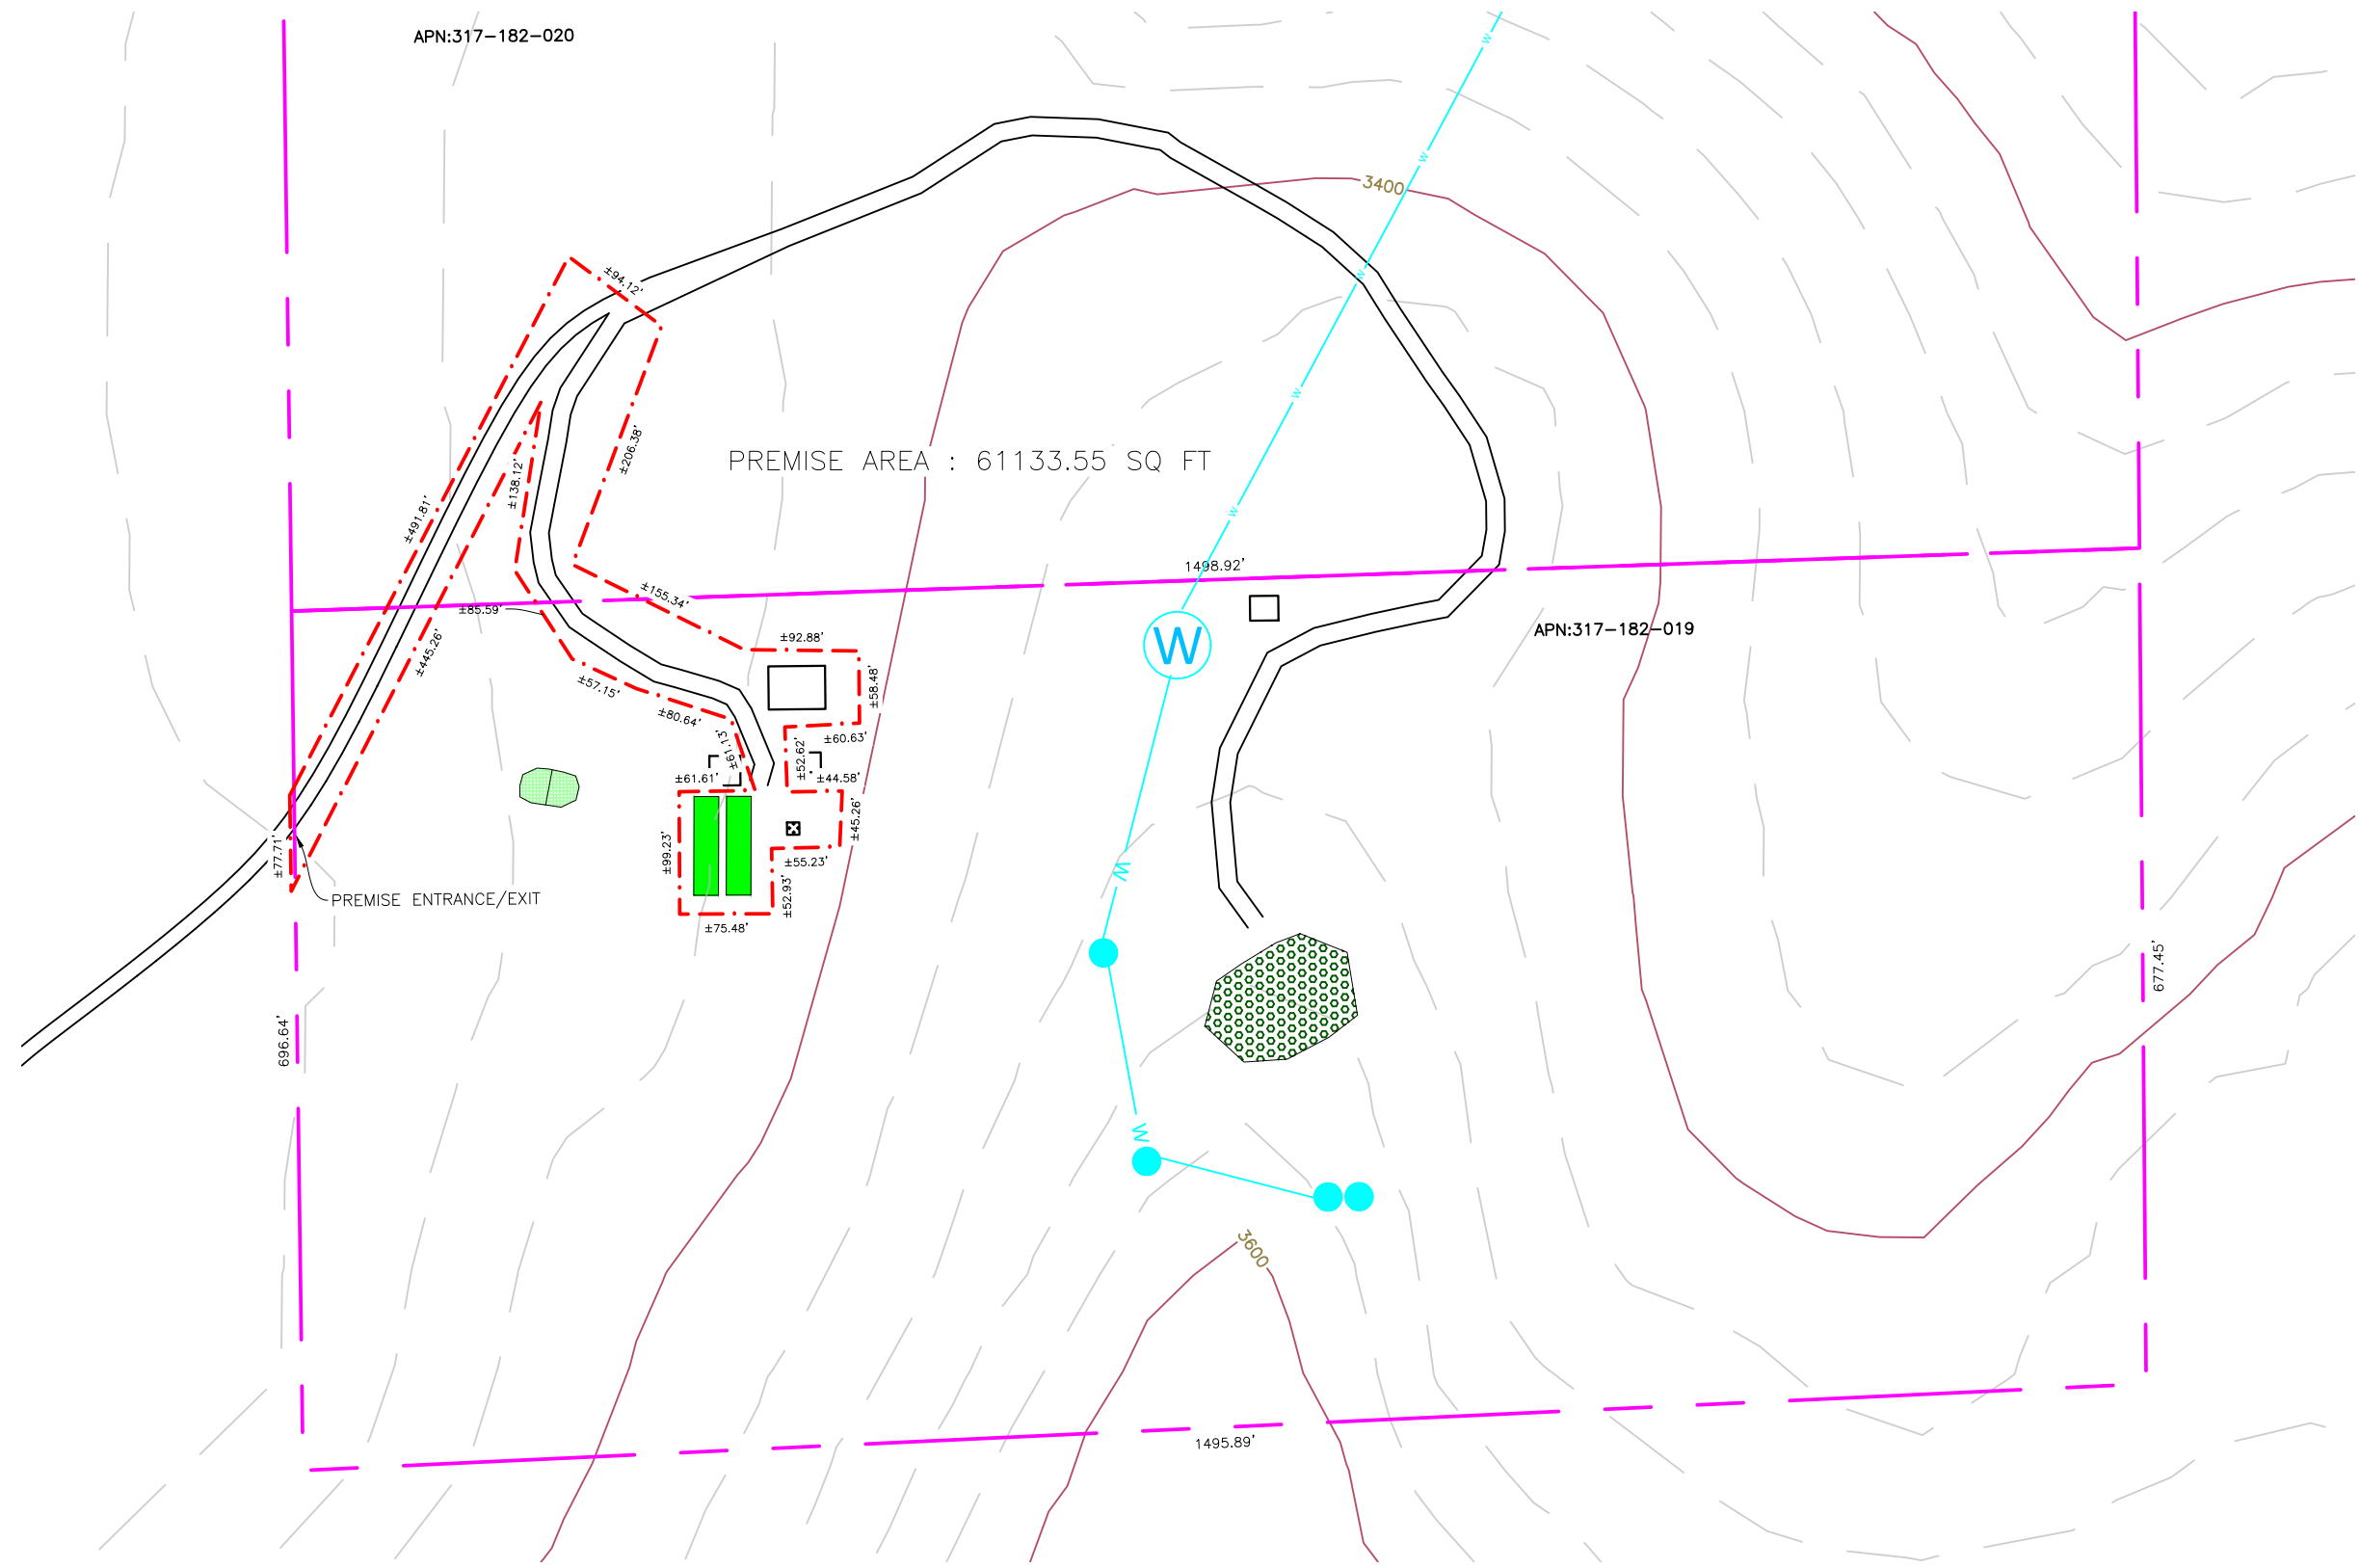 APN:317-182-020
W
W
3400
±94.12'
W
W
±206.38'
PREMISE AREA : 61133.55 SQ FT
±138.12'
±491.81'
W
1498.92'
±155.34'
±85.59'
APN:317-182-019
±92.88'
W
±445.26'
±57.15'
±58.48'
±80.64'
±60.63'
±61.13'
±52.62'
±61.61'
±44.58'
±45.26'
±99.23'
±77.71'
±55.23'
W
±52.93'
PREMISE ENTRANCE/EXIT
±75.48'
677.45'
696.64'
W
3600
1495.89'